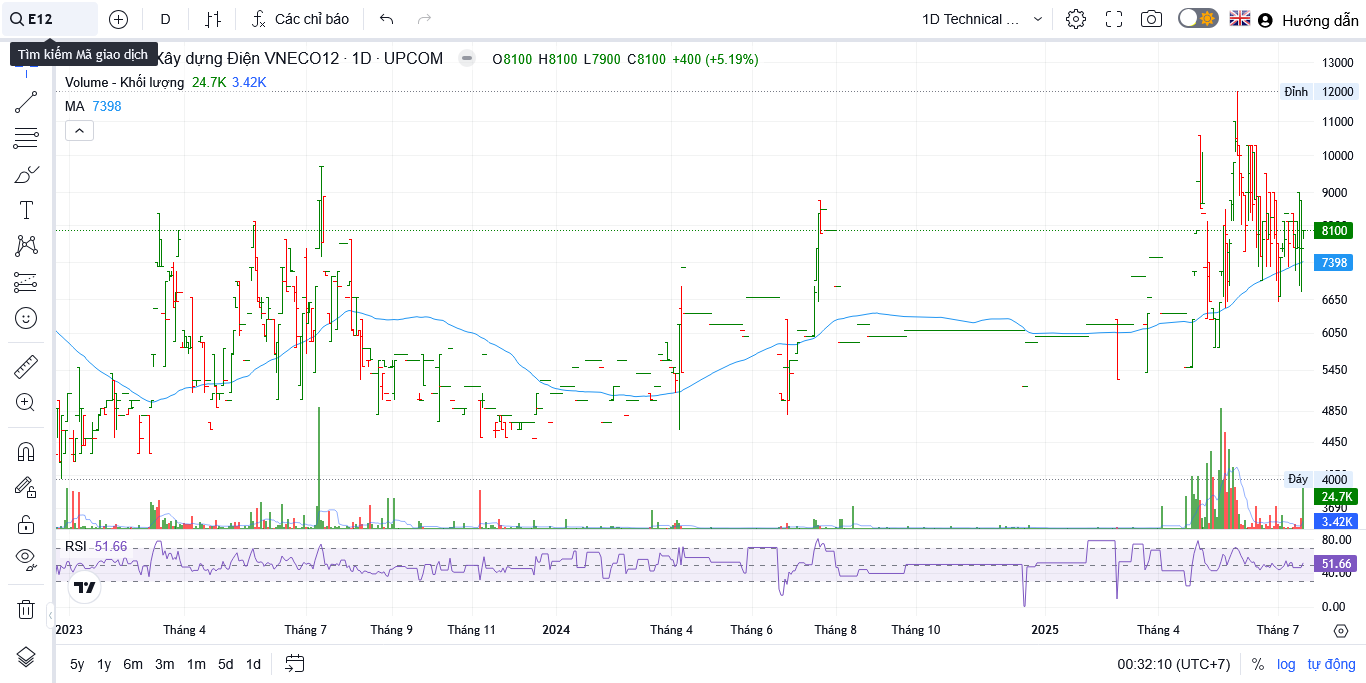 E12
D
Các chỉ báo
1D Technical ...
Hướng dẫn
Tìm kiếm Mã giao dịch
Xây dựng Điện VNECO12 · 1D · UPCOM
O8100 H8100 L7900 C8100 +400 (+5.19%)
Volume - Khối lượng 24.7K 3.42K
MA 7398
13000
Đỉnh 12000
11000
10000
9000
8100
7398
6650
6050
5450
4850
4450
Đáy 4000
24.7K
3690
3.42K
RSI 51.66
80.00
51.66
40.00
0.00
2023 Tháng 4 Tháng 7 Tháng 9 Tháng 11 2024 Tháng 4 Tháng 6 Tháng 8 Tháng 10 2025 Tháng 4 Tháng 7
5y 1y 6m 3m 1m 5d 1d
00:32:10 (UTC+7) % log tự động